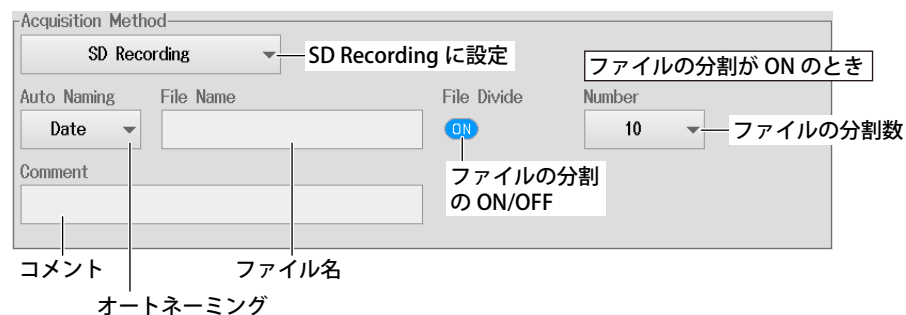 Acquisition Method
SD Recording
SD Recording に設定
ファイルの分割が ON のとき
Auto Naming
File Name
File Divide
Number
Date
ON
10
ファイルの分割数
Comment
ファイルの分割
の ON/OFF
コメント
ファイル名
オートネーミング